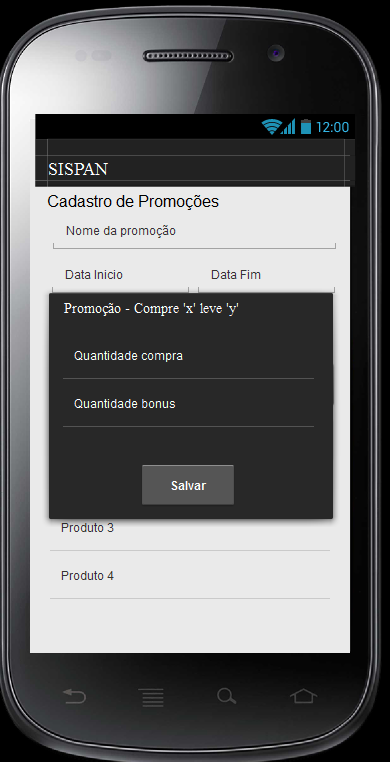 12:00
SISPAN
Cadastro de Promoções
Nome da promoção
Data Inicio Data Fim
Promoção - Compre 'x' leve 'y'
Quantidade compra
Quantidade bonus
Salvar
Produto 3
Produto 4